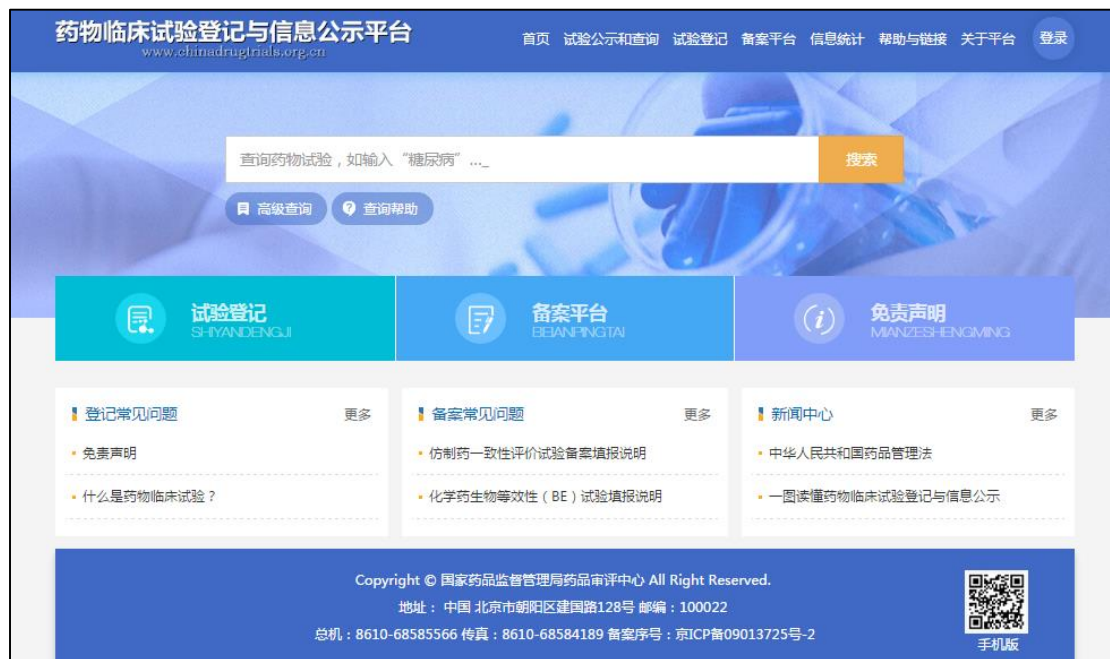 药物临床试验登记与信息公示平台
www.chinadrugtrials.org.cn
首页 试验公示和查询 试验登记 备案平台 信息统计 帮助与链接 关于平台 登录
查询药物试验，如输入“糖尿病”..._
搜索
高级查询 查询帮助
试验登记
SHIYANDENGJI
备案平台
BEIANPINGTAI
免责声明
MIANZESHENGMING
登记常见问题 更多
免责声明
什么是药物临床试验？
备案常见问题 更多
仿制药一致性评价试验备案填报说明
化学药生物等效性（BE）试验填报说明
新闻中心 更多
中华人民共和国药品管理法
一图读懂药物临床试验登记与信息公示
Copyright © 国家药品监督管理局药品审评中心 All Right Reserved.
地址： 中国 北京市朝阳区建国路128号 邮编：100022
总机：8610-68585566 传真：8610-68584189 备案序号：京ICP备09013725号-2
手机版